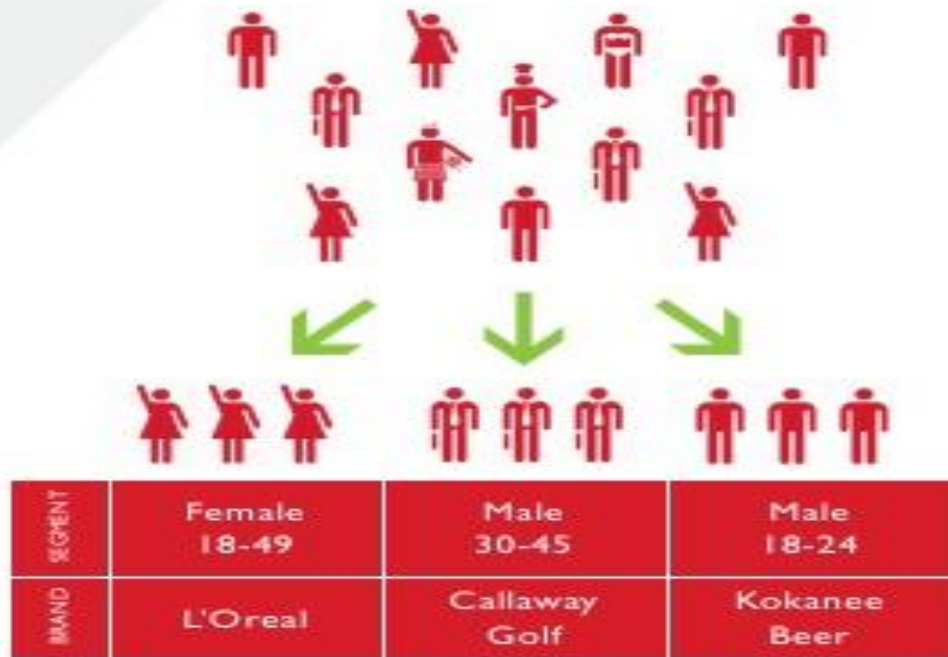 SEGMENT
Female
18-49
Male
30-45
Male
18-24
BRAND
L'Oreal
Callaway
Golf
Kokanee
Beer